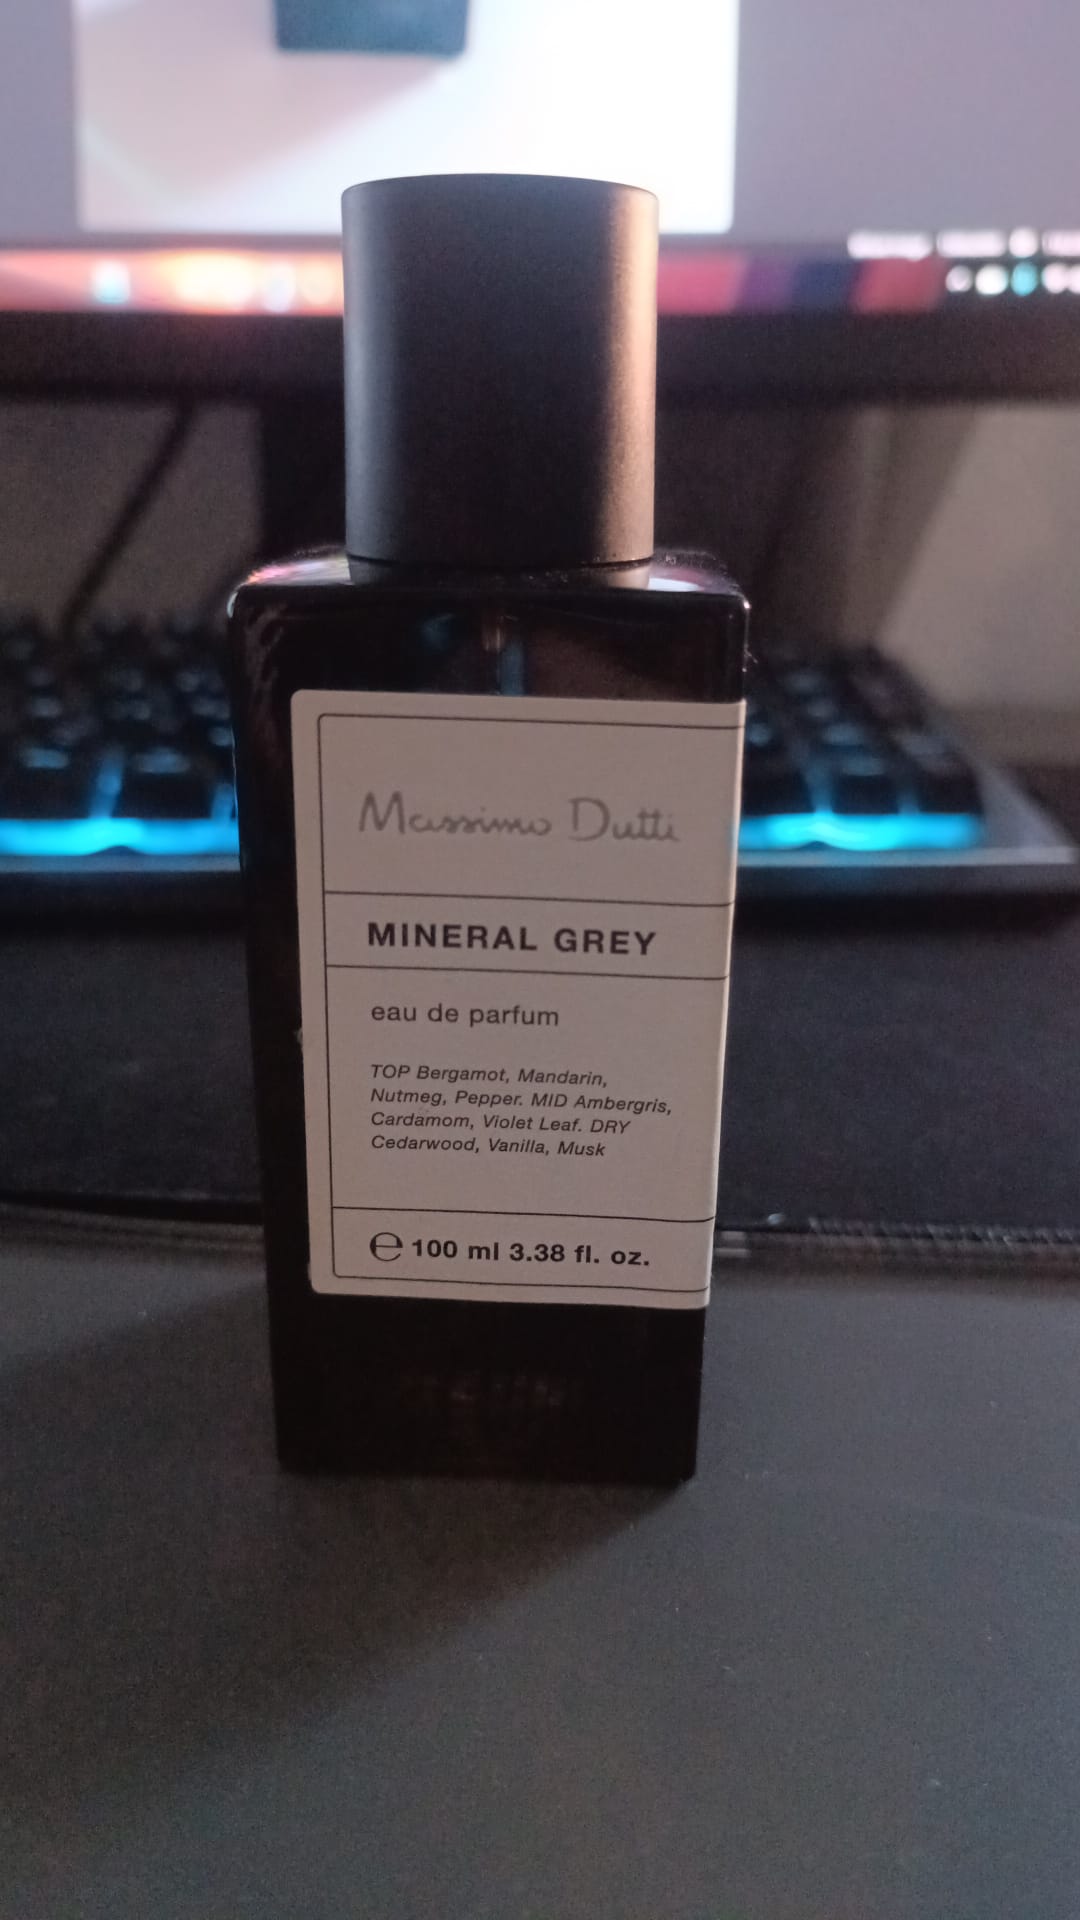 Massimo Dutti
MINERAL GREY
eau de parfum
TOP Bergamot, Mandarin,
Nutmeg, Pepper. MID Ambergris,
Cardamom, Violet Leaf. DRY
Cedarwood, Vanilla, Musk
℮ 100 ml 3.38 fl. oz.